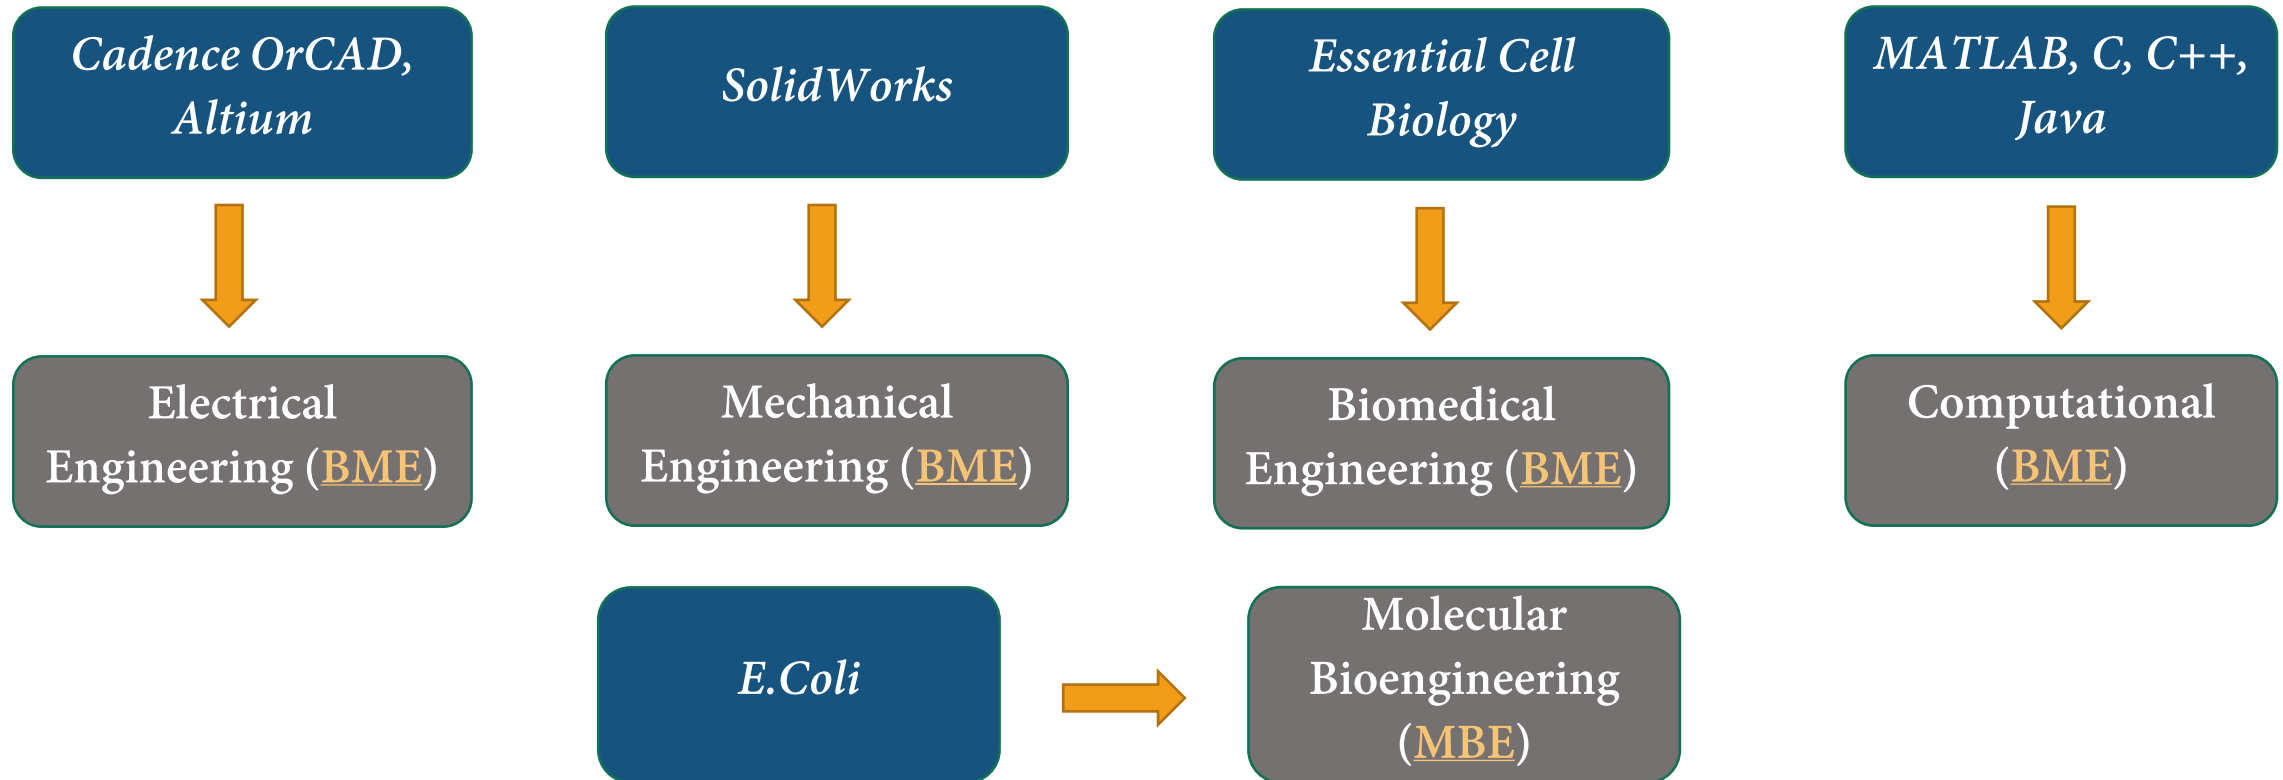 Cadence OrCAD,
Altium
SolidWorks
Essential Cell
Biology
MATLAB, C, C++,
Java
Electrical
Engineering (BME)
Mechanical
Engineering (BME)
Biomedical
Engineering (BME)
Computational
(BME)
E.Coli
Molecular
Bioengineering
(MBE)